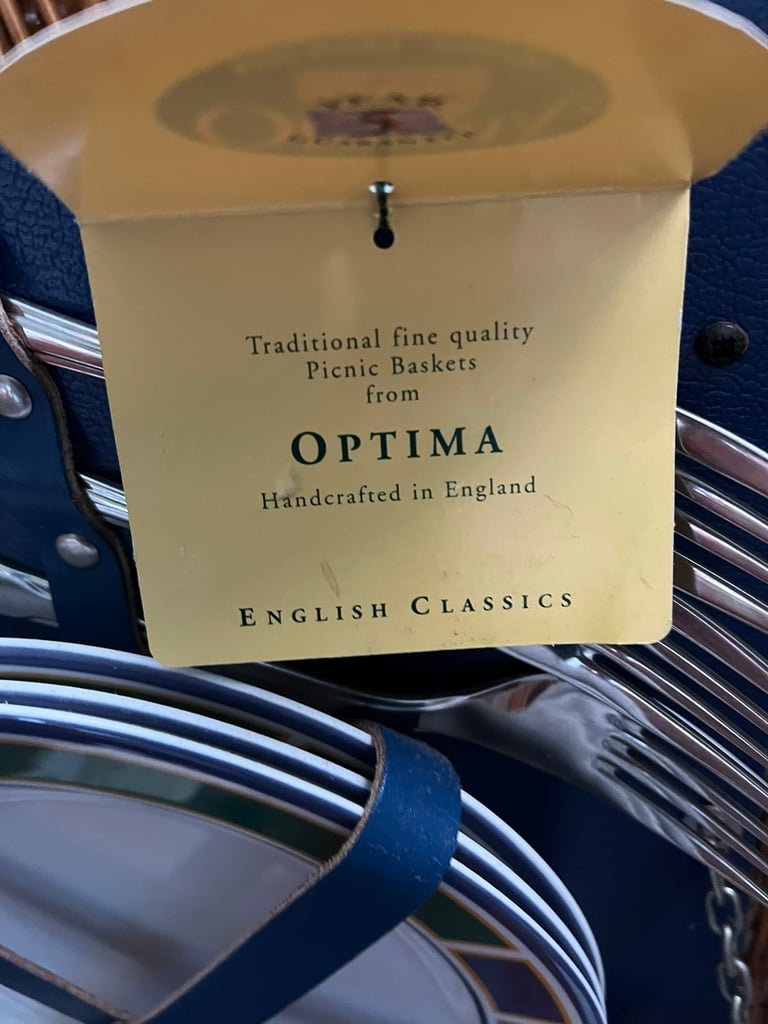 Traditional fine quality
Picnic Baskets
from
OPTIMA
Handcrafted in England
ENGLISH CLASSICS